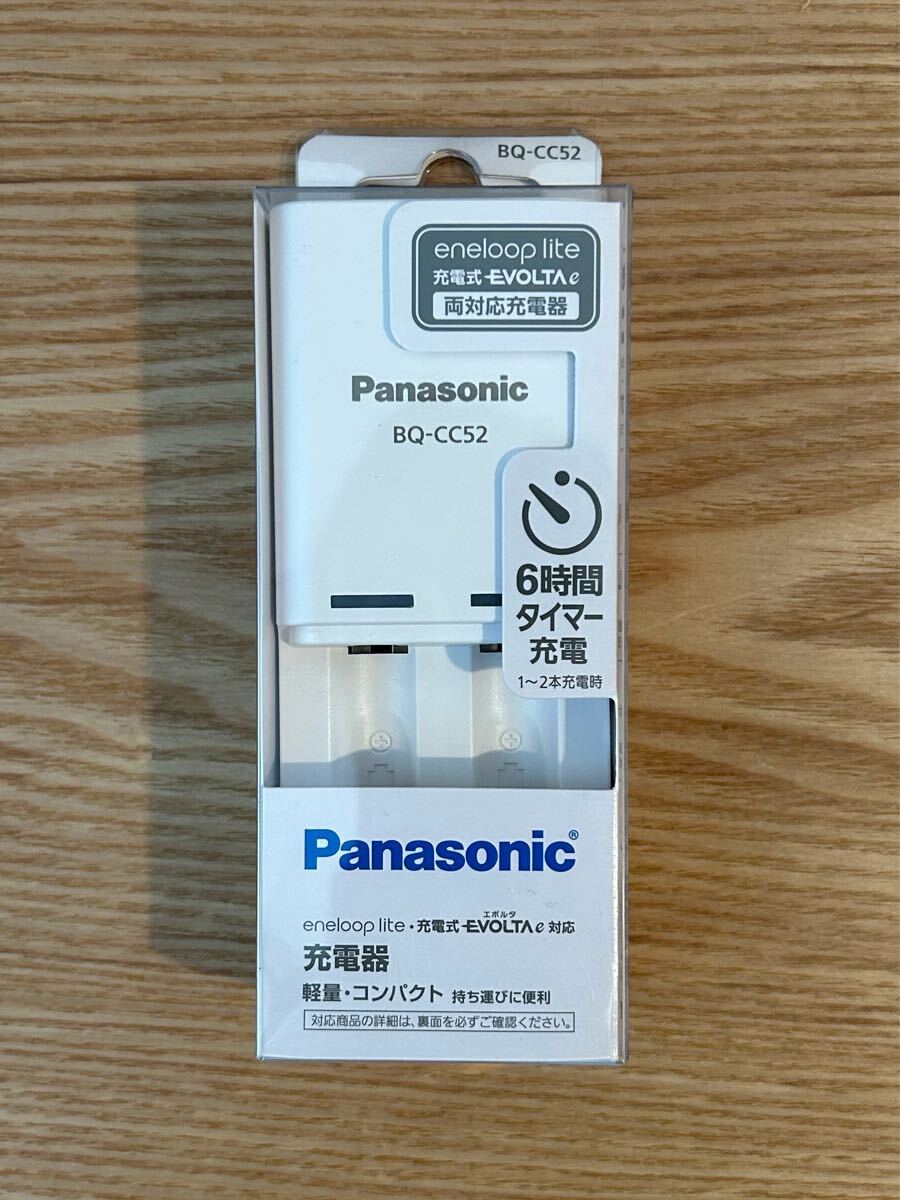 BQ-CC52
eneloop lite
充電式 EVOLTA e
両対応充電器
Panasonic
BQ-CC52
6時間
タイマー
充電
1〜2本充電時
Panasonic®
エボルタ
eneloop lite・充電式 EVOLTA e 対応
充電器
軽量・コンパクト 持ち運びに便利
対応商品の詳細は、裏面を必ずご確認ください。